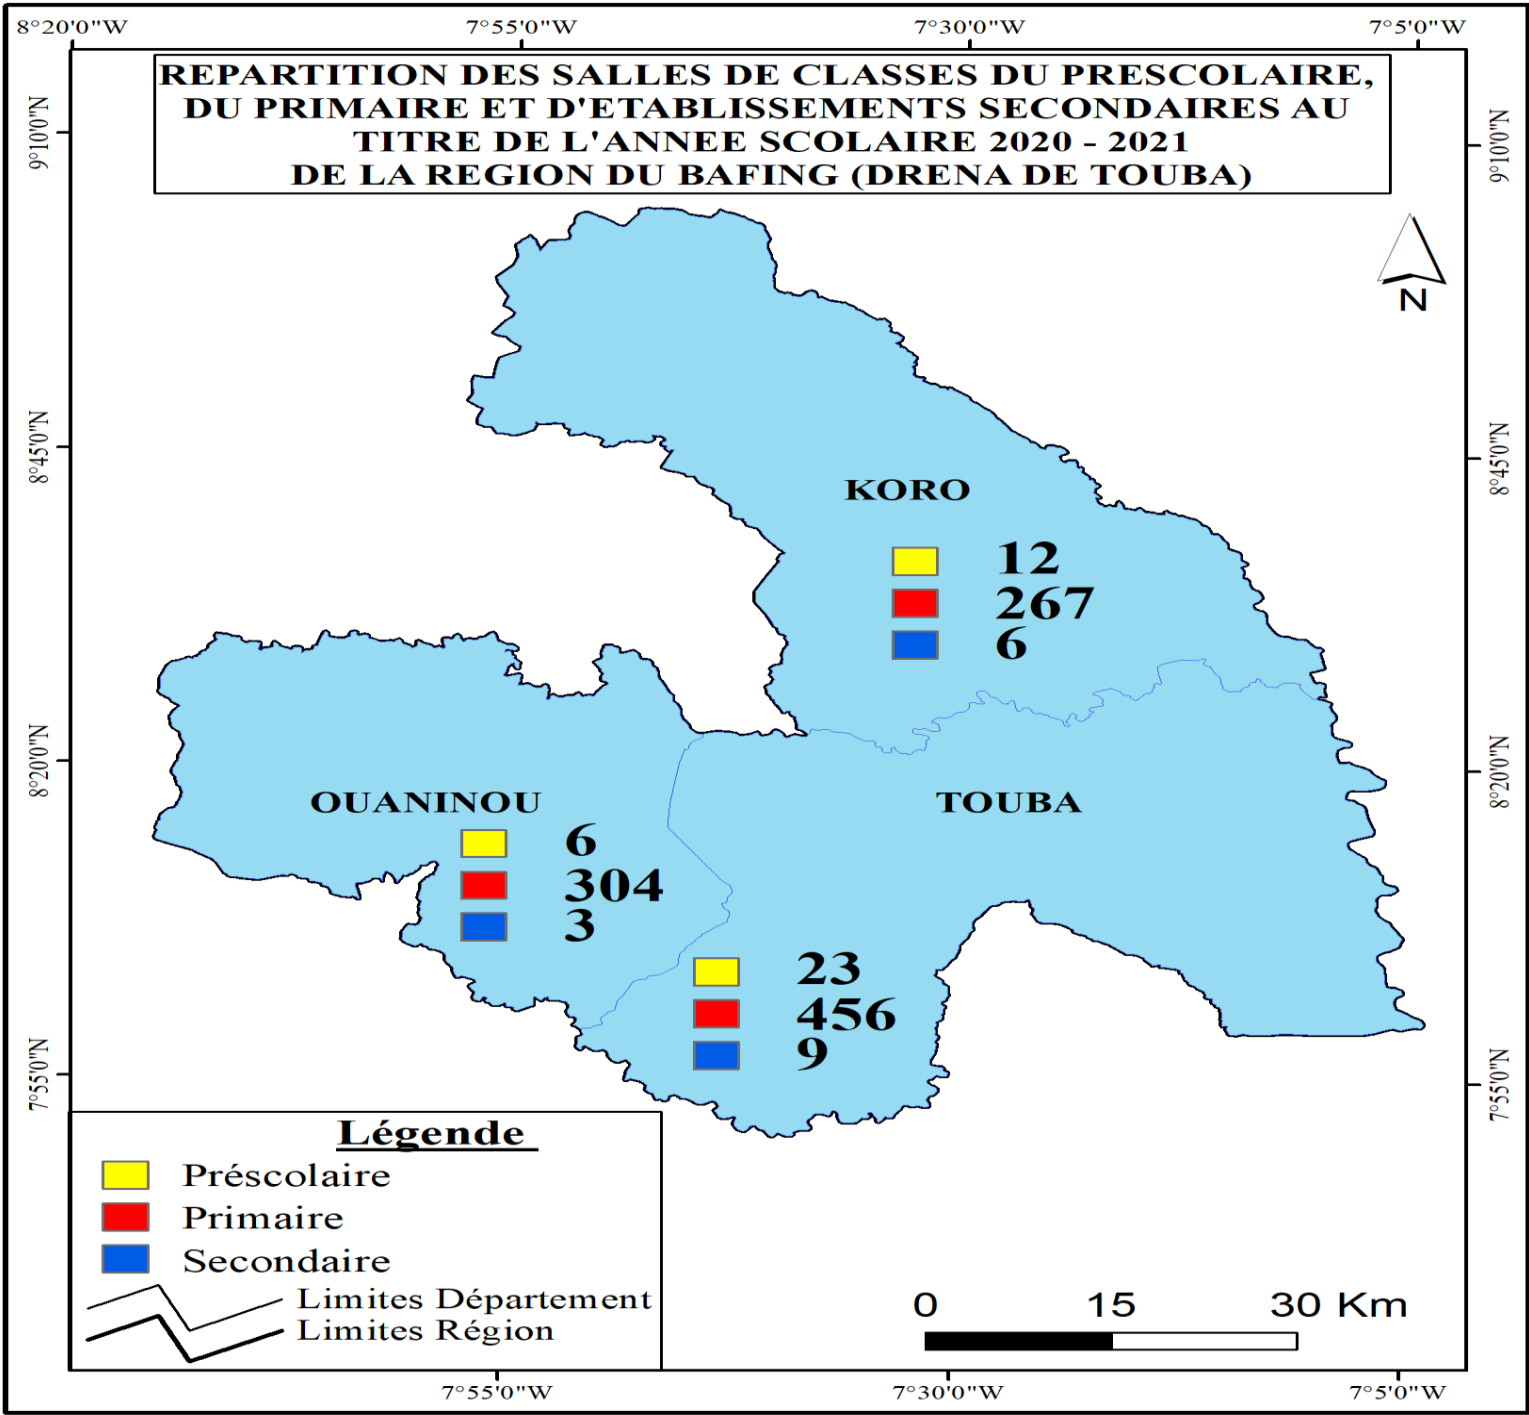 8°20'0"W 7°55'0"W 7°30'0"W 7°5'0"W
REPARTITION DES SALLES DE CLASSES DU PRESCOLAIRE,
DU PRIMAIRE ET D'ETABLISSEMENTS SECONDAIRES AU
TITRE DE L'ANNEE SCOLAIRE 2020 - 2021
DE LA REGION DU BAFING (DRENA DE TOUBA)
9°10'0"N
9°10'0"N
N
8°45'0"N
8°45'0"N
KORO
12
267
6
8°20'0"N
8°20'0"N
OUANINOU
6
304
3
TOUBA
23
456
9
7°55'0"N
7°55'0"N
Légende
Préscolaire
Primaire
Secondaire
Limites Département
Limites Région
0 15 30 Km
7°55'0"W 7°30'0"W 7°5'0"W